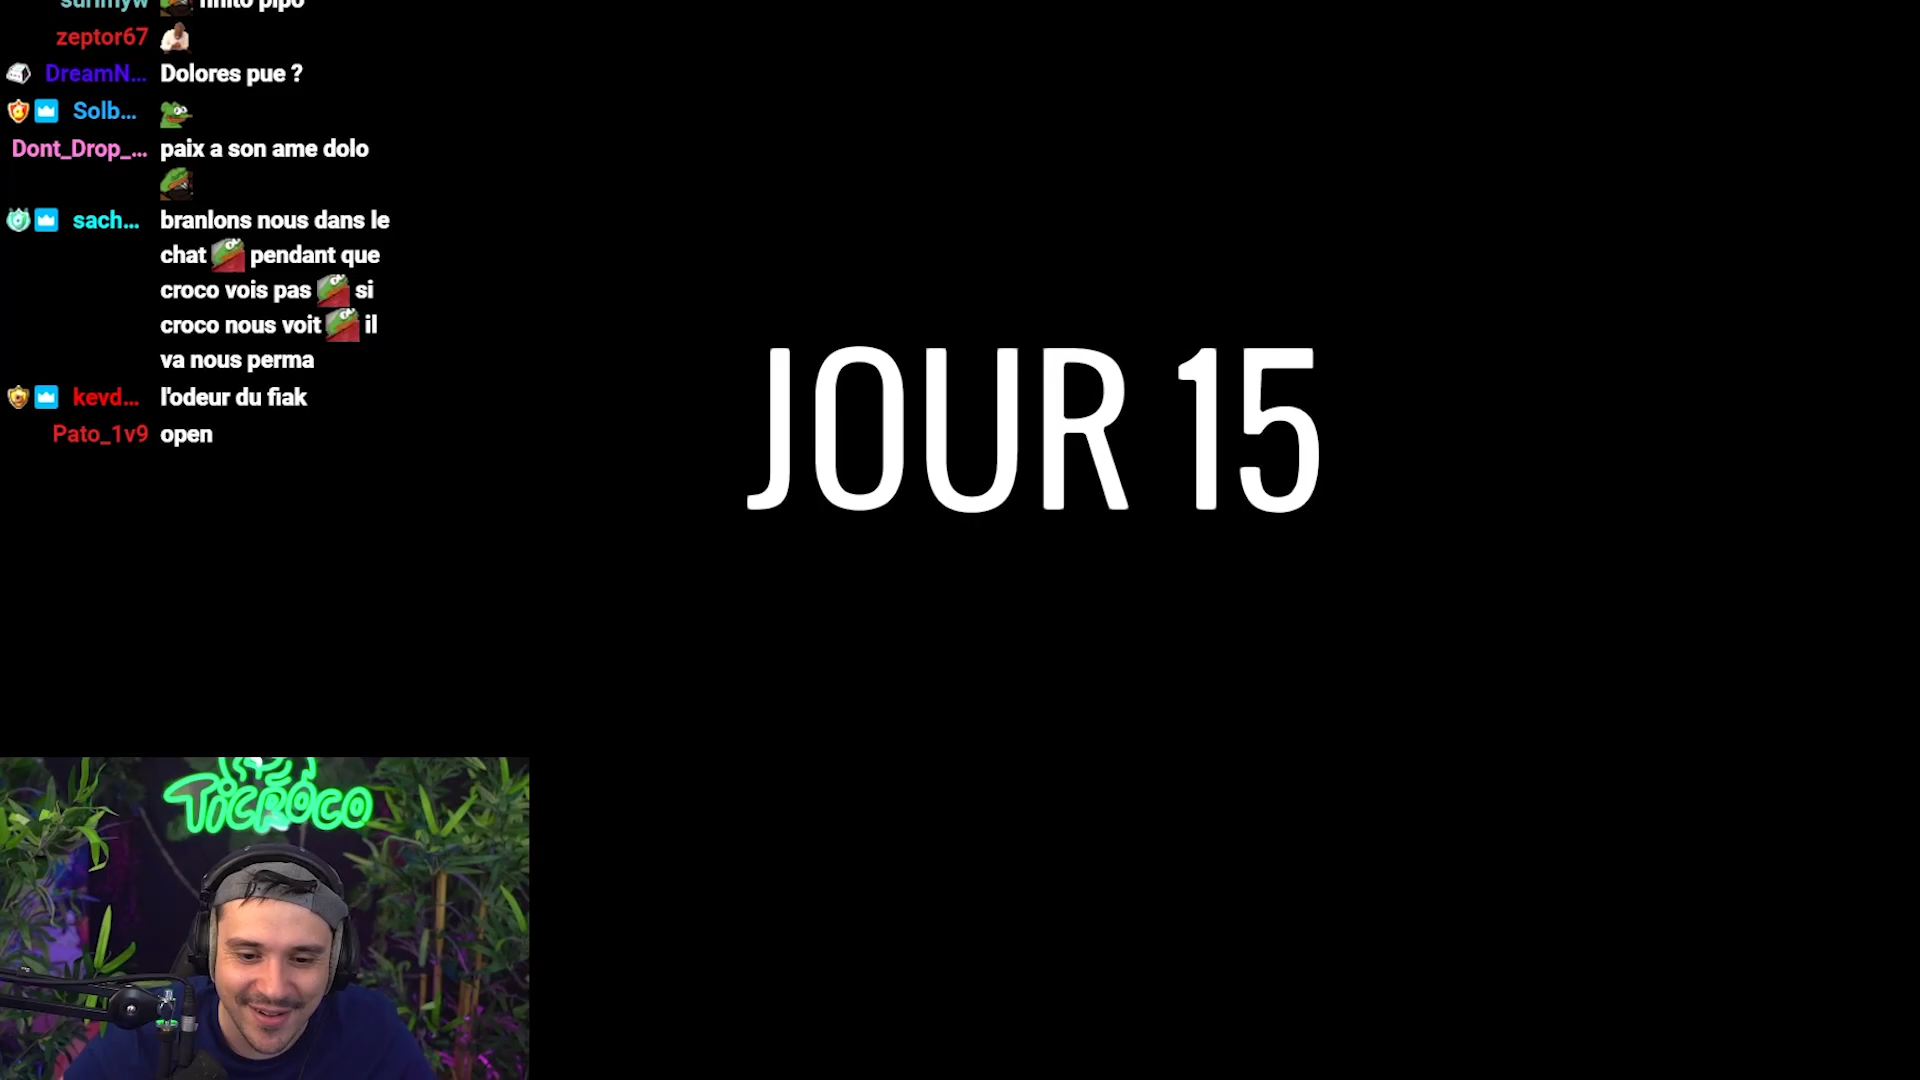 zeptor67
DreamN... Dolores pue ?
Solb...
Dont_Drop_... paix a son ame dolo
sach... branlons nous dans le
chat pendant que
croco vois pas si
croco nous voit il
va nous perma
kevd... l'odeur du fiak
Pato_1v9 open
JOUR 15
TiCROCO